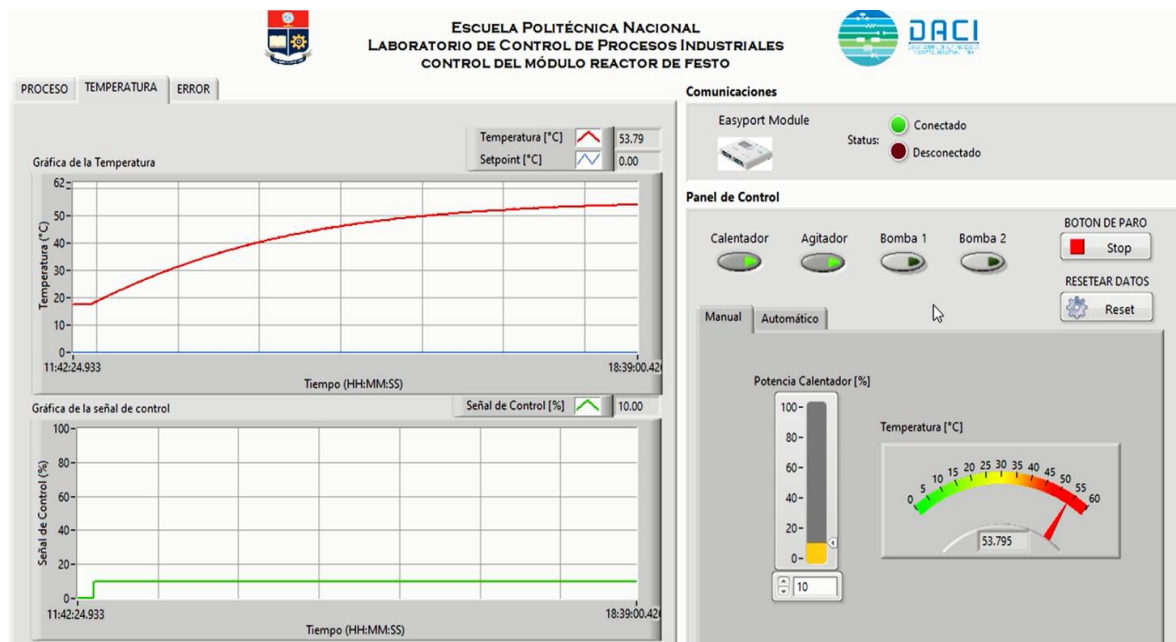 ESCUELA POLITÉCNICA NACIONAL
LABORATORIO DE CONTROL DE PROCESOS INDUSTRIALES
CONTROL DEL MÓDULO REACTOR DE FESTO
DACI
PROCESO TEMPERATURA ERROR
Temperatura [°C] 53.79
Setpoint [°C] 0.00
Gráfica de la Temperatura
62
50
40
30
20
10
0
Temperatura (°C)
11:42:24.933 18:39:00.42
Tiempo (HH:MM:SS)
Gráfica de la señal de control
Señal de Control [%] 10.00
100
80
60
40
20
0
Señal de Control (%)
11:42:24.933 18:39:00.42
Tiempo (HH:MM:SS)
Comunicaciones
Easyport Module
Status:
Conectado
Desconectado
Panel de Control
Calentador Agitador Bomba 1 Bomba 2
BOTON DE PARO
Stop
RESETEAR DATOS
Reset
Manual Automático
Potencia Calentador [%]
100
80
60
40
20
0
10
Temperatura [°C]
0 5 10 15 20 25 30 35 40 45 50 55 60
53.795